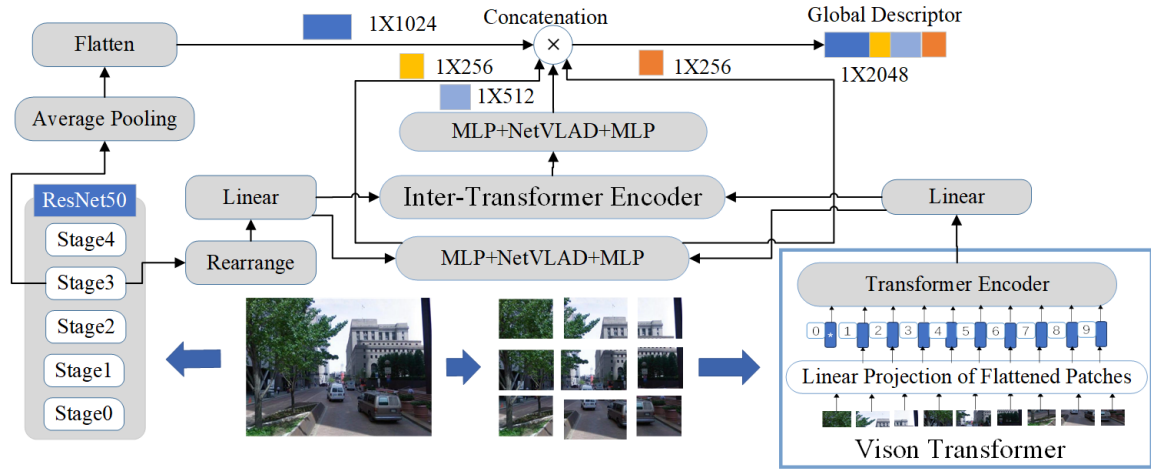 Concatenation
Global Descriptor
Flatten
1X1024
×
1X256
1X256
1X2048
1X512
Average Pooling
MLP+NetVLAD+MLP
ResNet50
Linear
Inter-Transformer Encoder
Linear
Stage4
Rearrange
MLP+NetVLAD+MLP
Stage3
Transformer Encoder
Stage2
0 * 1 2 3 4 5 6 7 8 9
Stage1
Linear Projection of Flattened Patches
Stage0
Vison Transformer